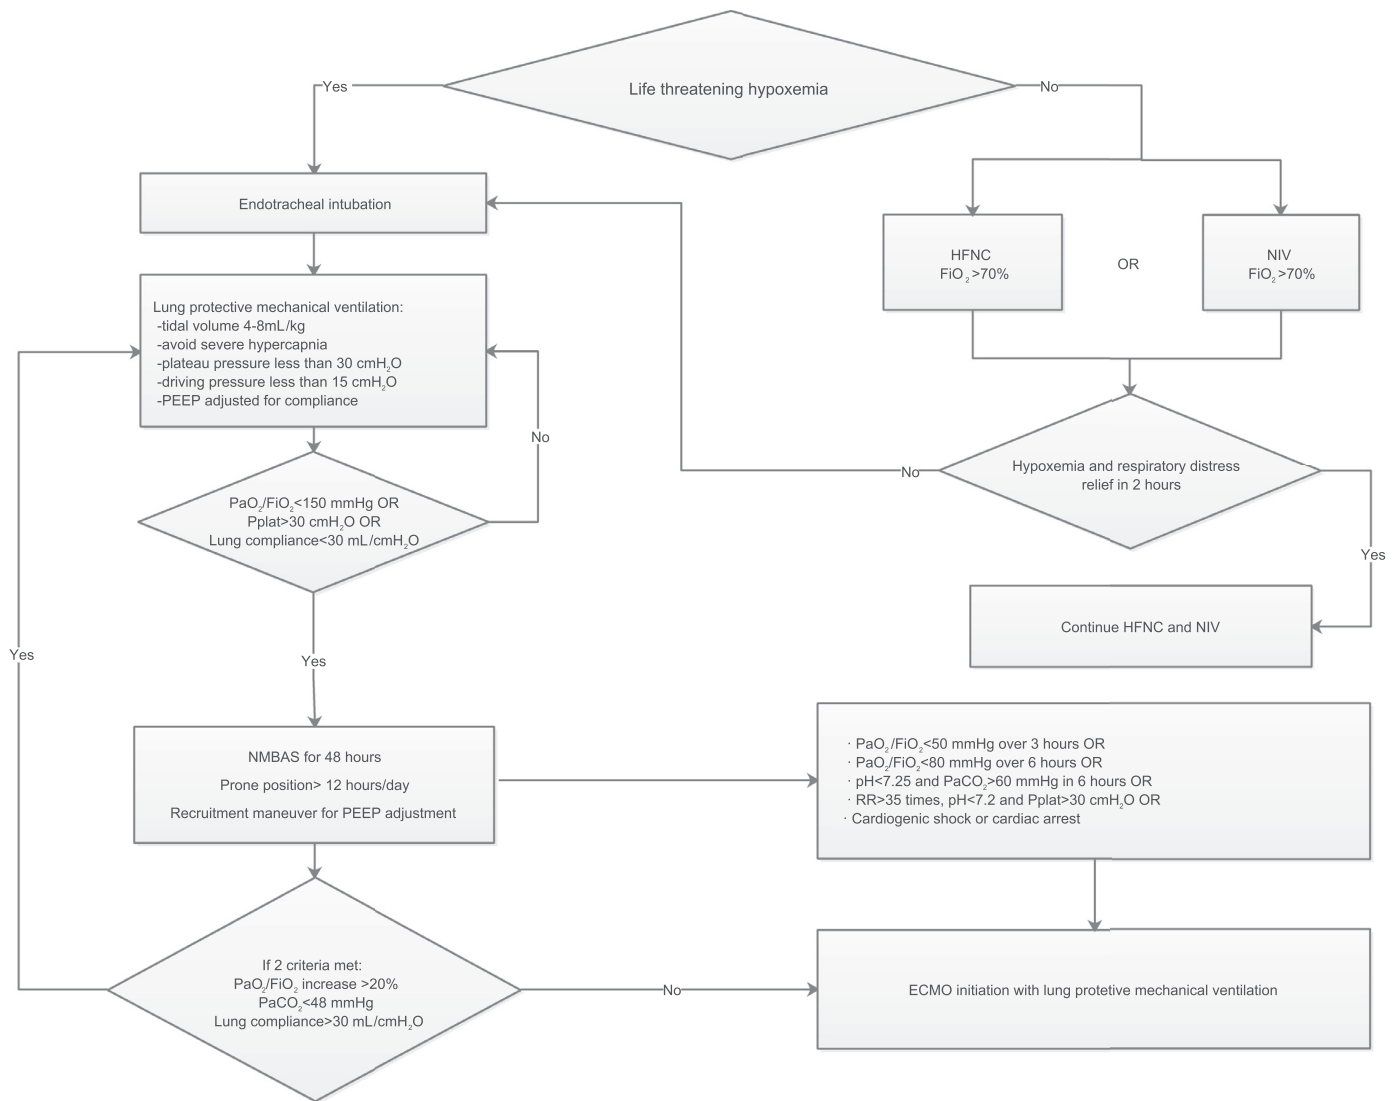 Life threatening hypoxemia
Yes
No
Endotracheal intubation
HFNC
FiO₂>70%
OR
NIV
FiO₂>70%
Lung protective mechanical ventilation:
-tidal volume 4-8mL/kg
-avoid severe hypercapnia
-plateau pressure less than 30 cmH₂O
-driving pressure less than 15 cmH₂O
-PEEP adjusted for compliance
No
PaO₂/FiO₂<150 mmHg OR
Pplat>30 cmH₂O OR
Lung compliance<30 mL/cmH₂O
No
Hypoxemia and respiratory distress
relief in 2 hours
Yes
Continue HFNC and NIV
Yes
Yes
NMBAS for 48 hours
Prone position> 12 hours/day
Recruitment maneuver for PEEP adjustment
· PaO₂/FiO₂<50 mmHg over 3 hours OR
· PaO₂/FiO₂<80 mmHg over 6 hours OR
· pH<7.25 and PaCO₂>60 mmHg in 6 hours OR
· RR>35 times, pH<7.2 and Pplat>30 cmH₂O OR
· Cardiogenic shock or cardiac arrest
If 2 criteria met:
PaO₂/FiO₂ increase >20%
PaCO₂<48 mmHg
Lung compliance>30 mL/cmH₂O
No
ECMO initiation with lung protetive mechanical ventilation